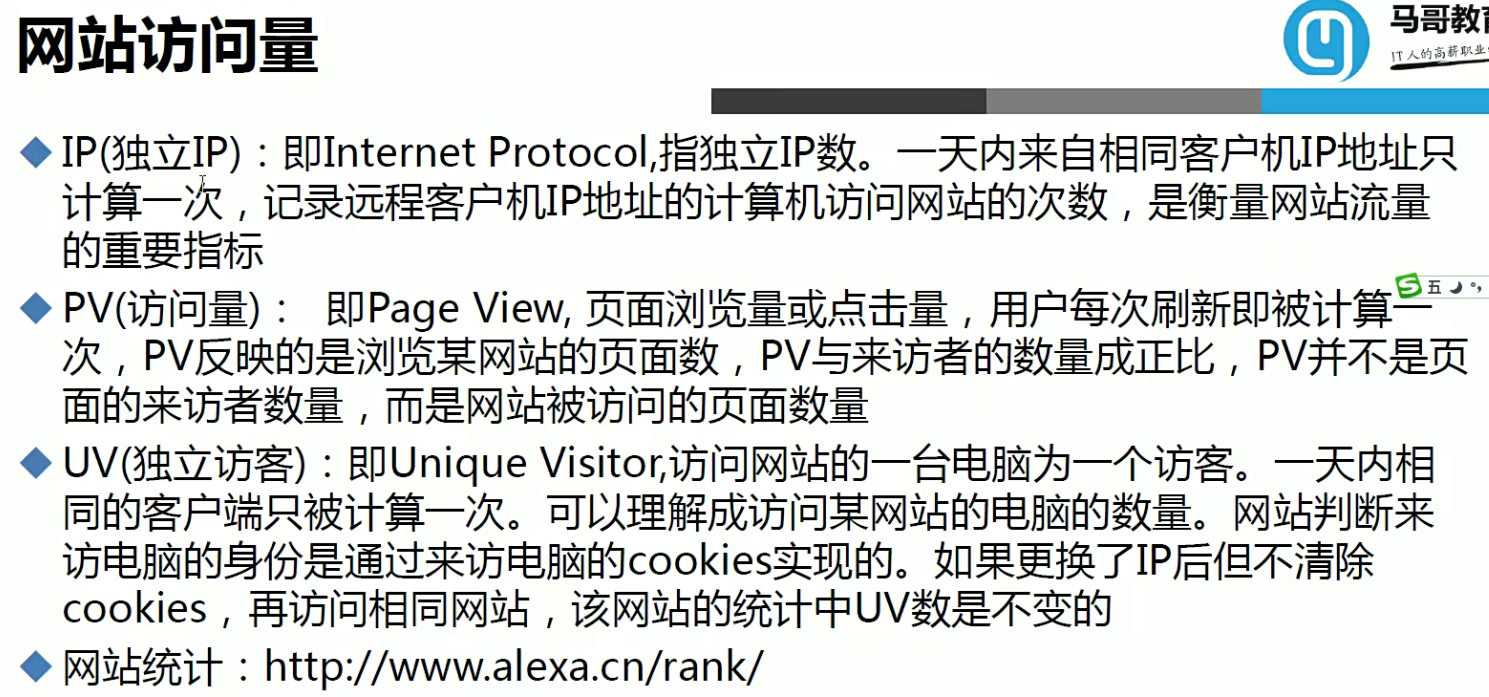 网站访问量
马哥教育
IT人的高薪职业
IP(独立IP)：即Internet Protocol,指独立IP数。一天内来自相同客户机IP地址只
计算一次，记录远程客户机IP地址的计算机访问网站的次数，是衡量网站流量
的重要指标
PV(访问量)： 即Page View, 页面浏览量或点击量，用户每次刷新即被计算一
次，PV反映的是浏览某网站的页面数，PV与来访者的数量成正比，PV并不是页
面的来访者数量，而是网站被访问的页面数量
五
UV(独立访客)：即Unique Visitor,访问网站的一台电脑为一个访客。一天内相
同的客户端只被计算一次。可以理解成访问某网站的电脑的数量。网站判断来
访电脑的身份是通过来访电脑的cookies实现的。如果更换了IP后但不清除
cookies，再访问相同网站，该网站的统计中UV数是不变的
网站统计：http://www.alexa.cn/rank/